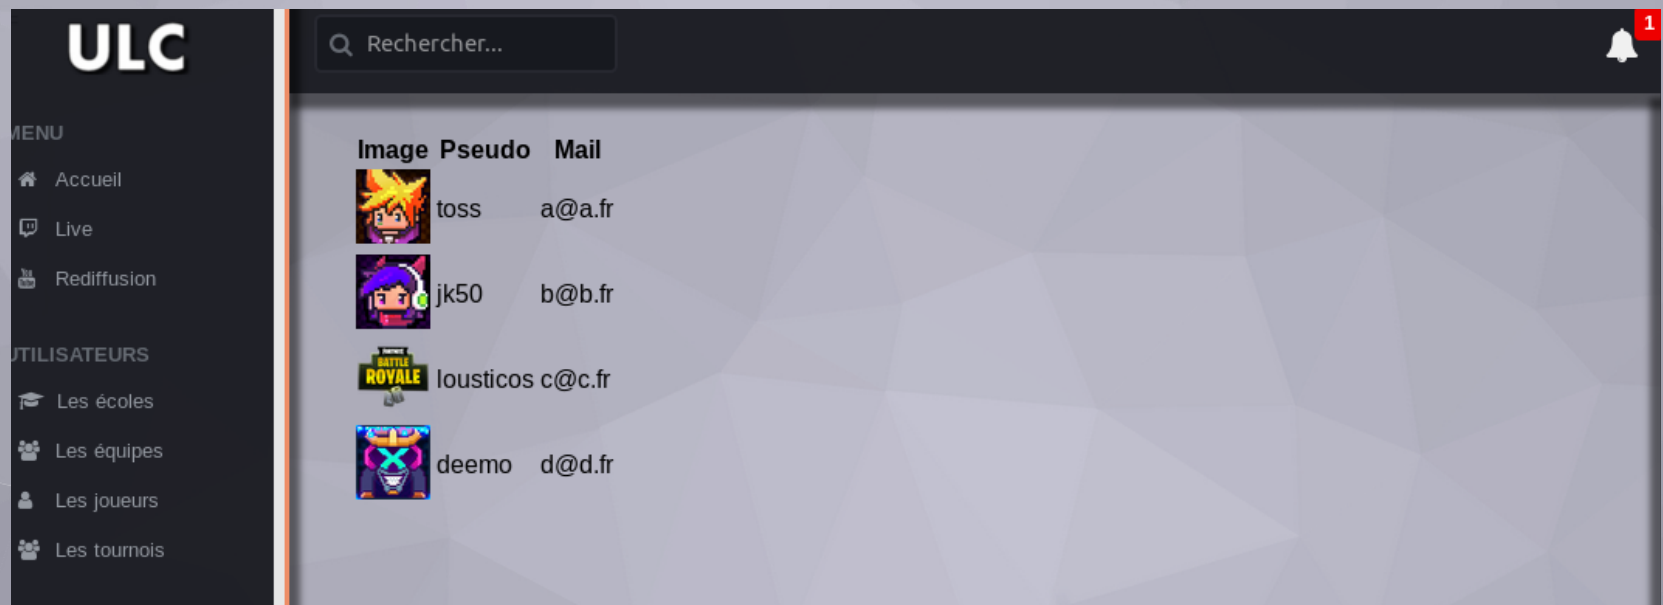 ULC
MENU
Accueil
Live
Rediffusion
UTILISATEURS
Les écoles
Les équipes
Les joueurs
Les tournois
Rechercher...
1
Image Pseudo Mail
toss a@a.fr
jk50 b@b.fr
BATTLE
ROYALE
lousticos c@c.fr
deemo d@d.fr